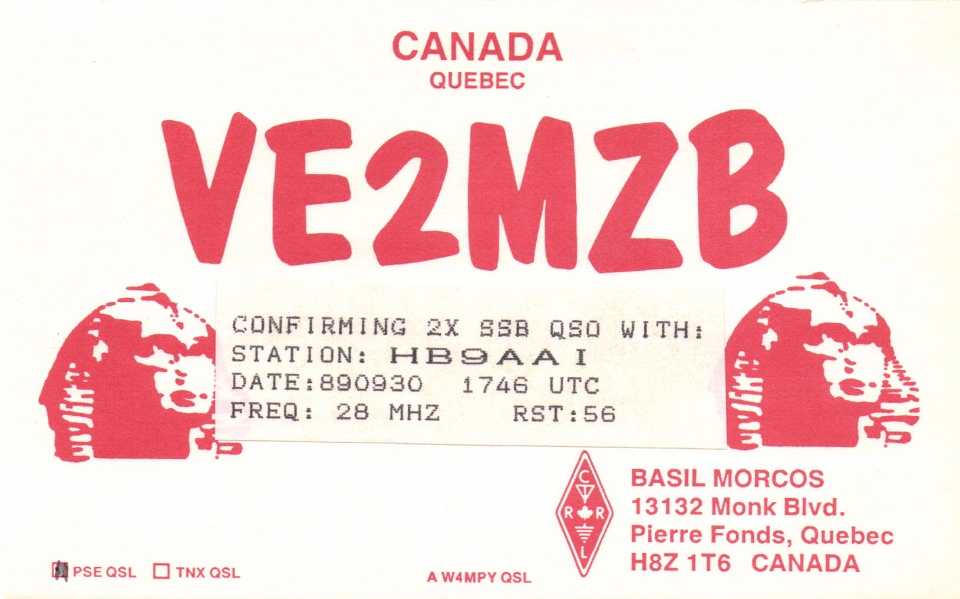 CANADA
QUEBEC
VE2MZB
CONFIRMING 2X SSB QSO WITH:
STATION: HB9AAI
DATE:890930 1746 UTC
FREQ: 28 MHZ RST:56
C
R R
L
BASIL MORCOS
13132 Monk Blvd.
Pierre Fonds, Quebec
H8Z 1T6 CANADA
PSE QSL TNX QSL
A W4MPY QSL